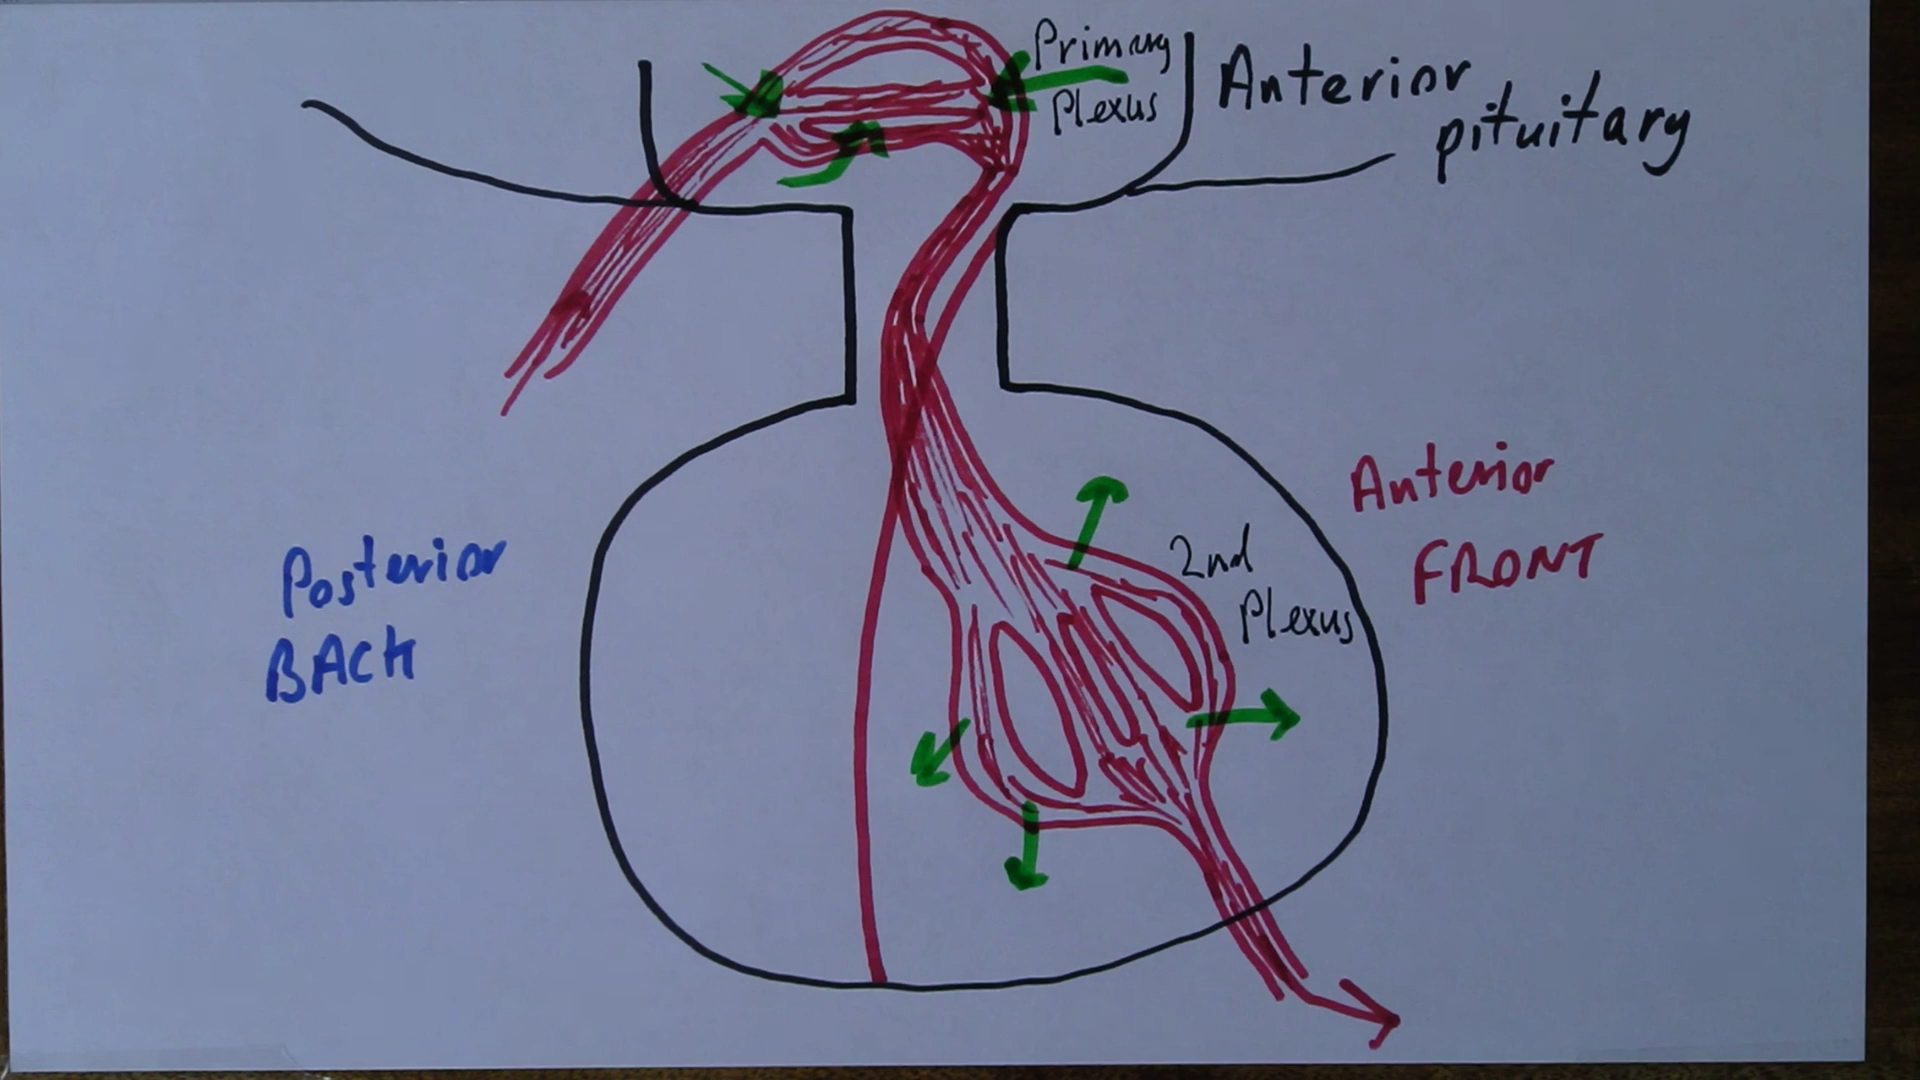 Primary
Plexus
Anterior
pituitary
Anterior
FRONT
2nd
Plexus
Posterior
BACK